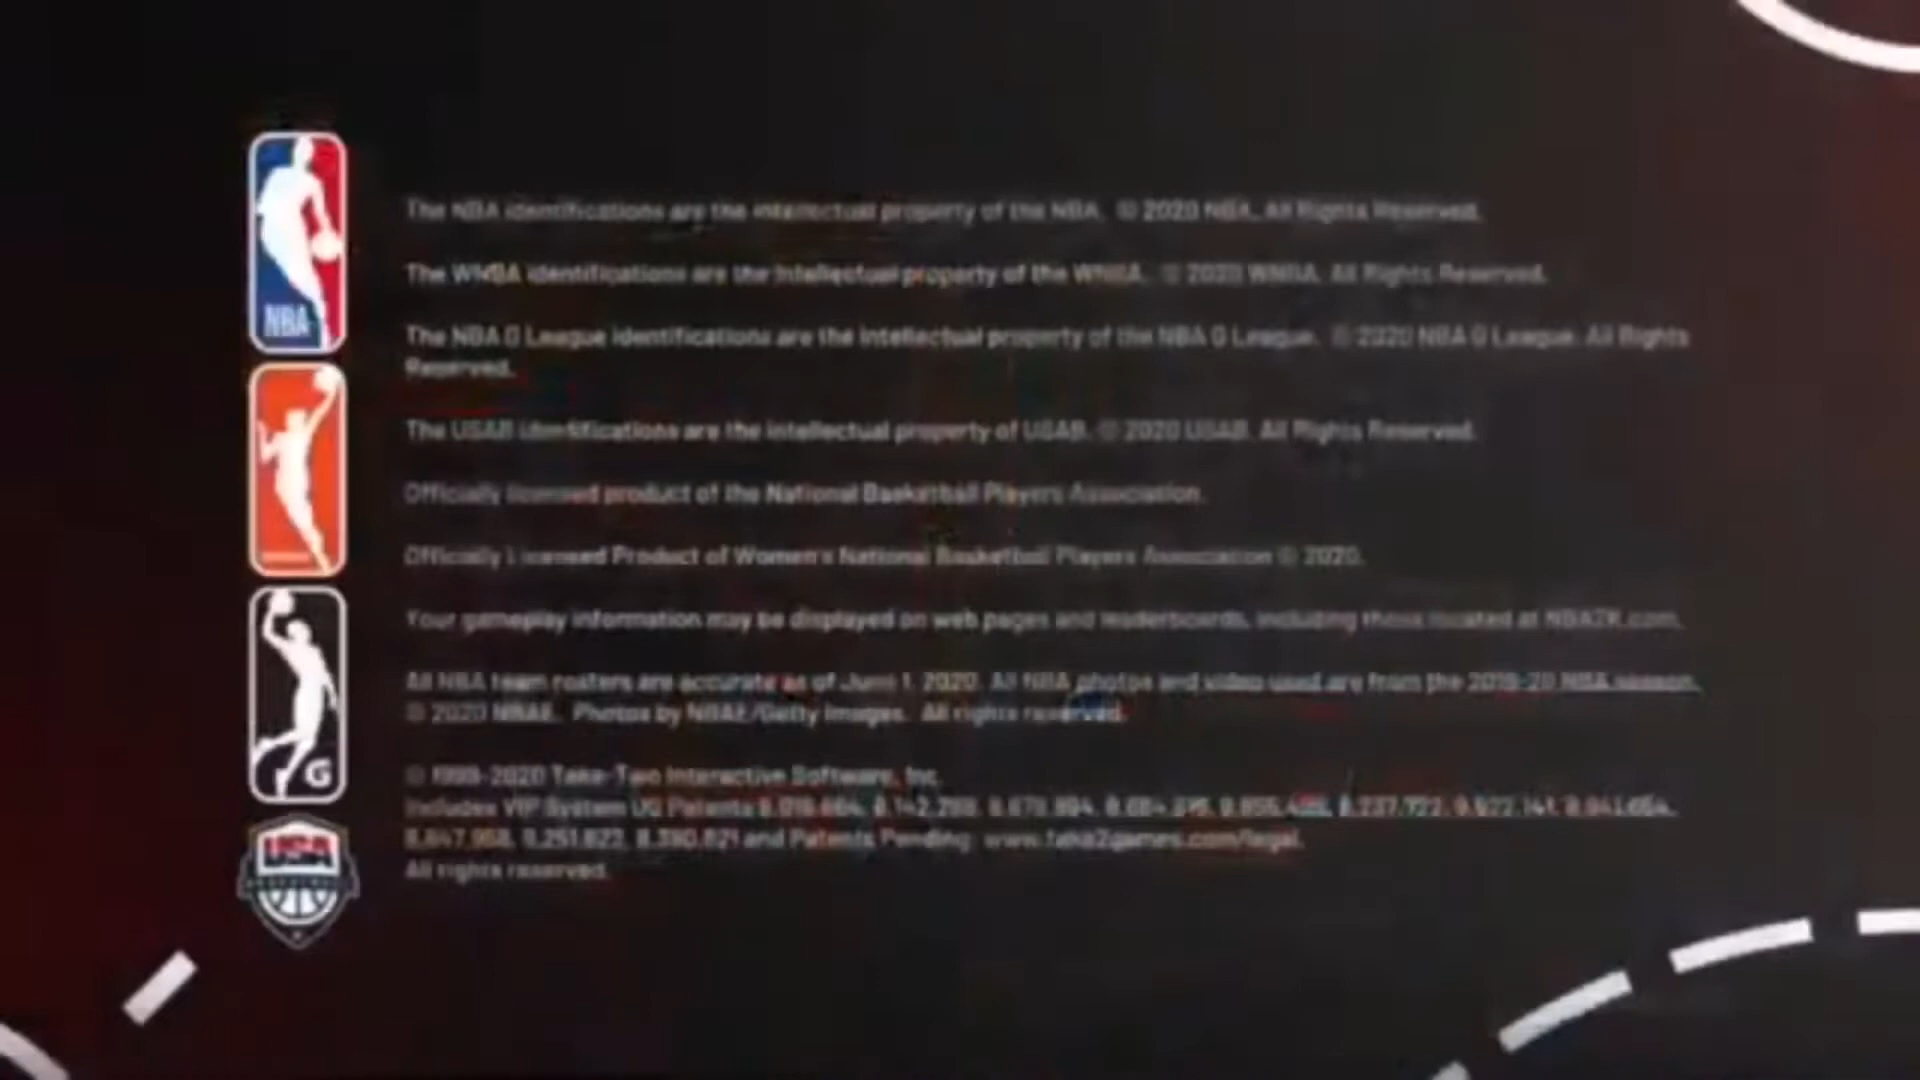 NBA
The NBA identifications are the intellectual property of the NBA. © 2020 NBA. All Rights Reserved.
The WNBA identifications are the intellectual property of the WNBA. © 2020 WNBA. All Rights Reserved.
The NBA G League identifications are the intellectual property of the NBA G League. © 2020 NBA G League. All Rights
Reserved.
The USAB identifications are the intellectual property of USAB. © 2020 USAB. All Rights Reserved.
Officially licensed product of the National Basketball Players Association.
Officially Licensed Product of Women's National Basketball Players Association © 2020.
Your gameplay information may be displayed on web pages and leaderboards, including those located at NBA2K.com.
All NBA team rosters are accurate as of June 1, 2020. All NBA photos and video used are from the 2019-20 NBA season.
© 2020 NBAE. Photos by NBAE/Getty Images. All rights reserved.
G
© 1999-2020 Take-Two Interactive Software, Inc.
Includes VIP System US Patents
and Patents Pending: www.take2games.com/legal.
All rights reserved.
USA